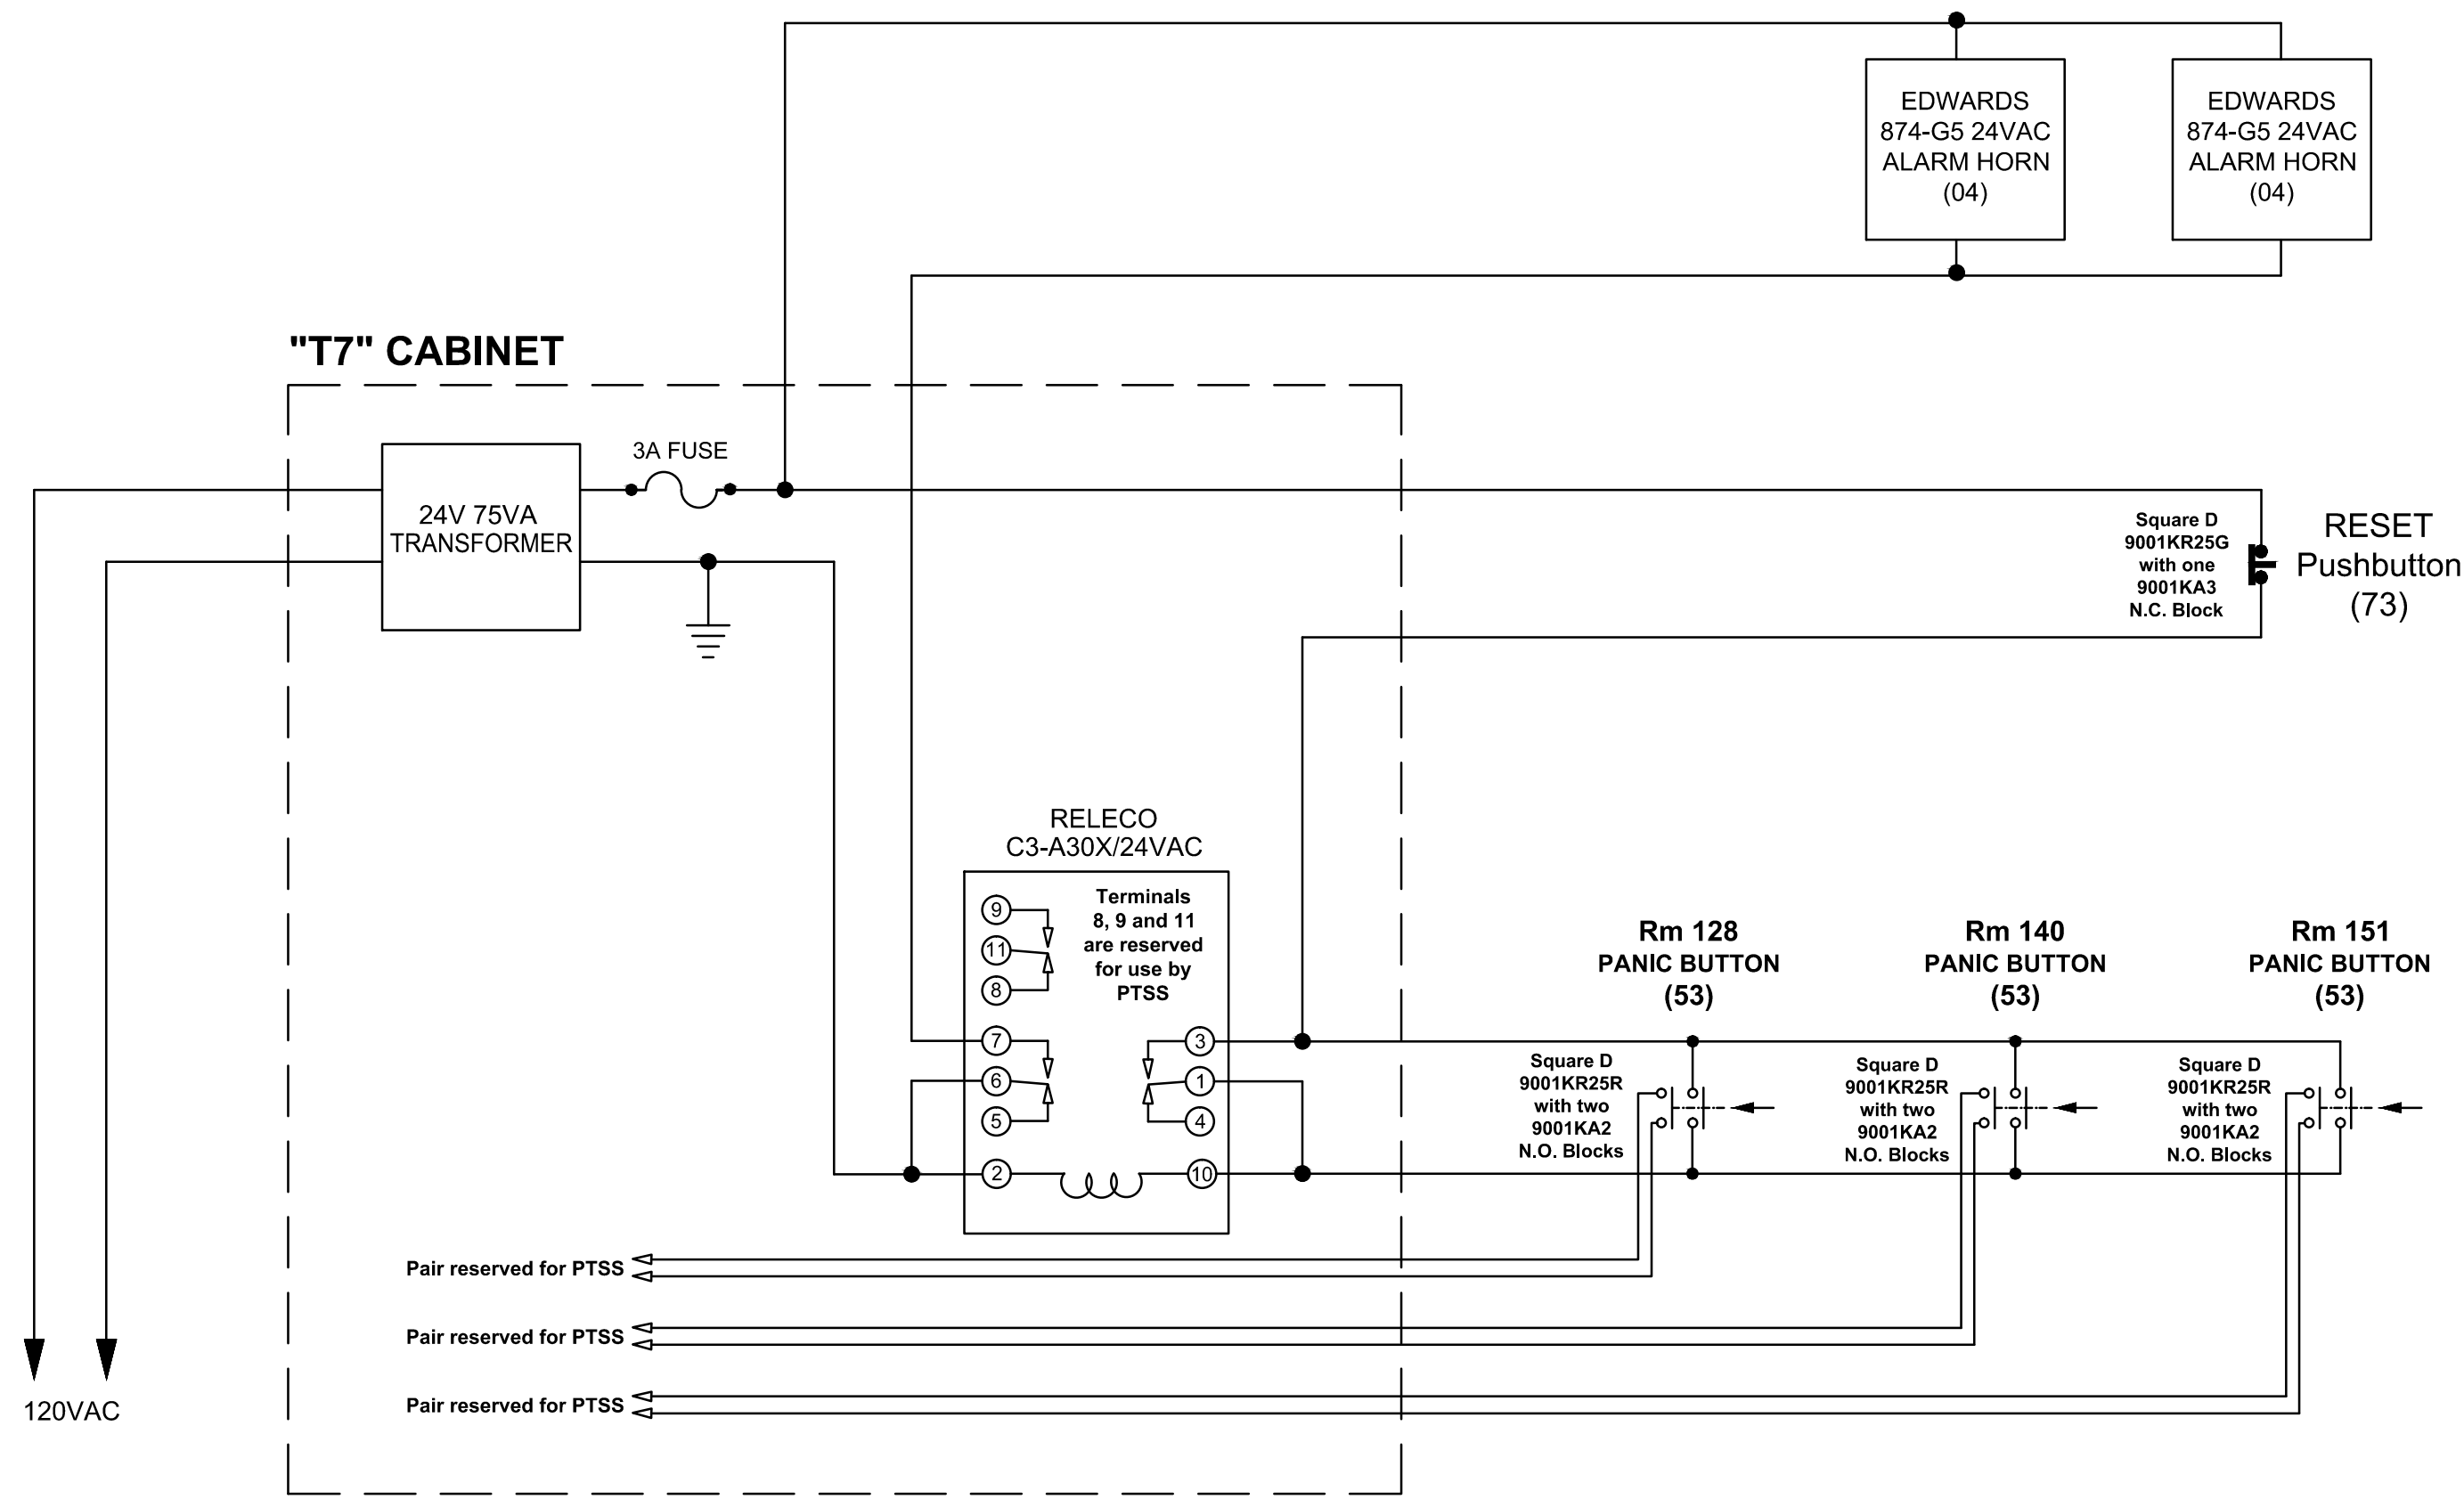 EDWARDS
874-G5 24VAC
ALARM HORN
(04)
EDWARDS
874-G5 24VAC
ALARM HORN
(04)
"T7" CABINET
3A FUSE
24V 75VA
TRANSFORMER
Square D
9001KR25G
with one
9001KA3
N.C. Block
RESET
Pushbutton
(73)
RELECO
C3-A30X/24VAC
Terminals
8, 9 and 11
are reserved
for use by
PTSS
9
11
8
7
6
5
2
3
1
4
10
Rm 128
PANIC BUTTON
(53)
Rm 140
PANIC BUTTON
(53)
Rm 151
PANIC BUTTON
(53)
Square D
9001KR25R
with two
9001KA2
N.O. Blocks
Square D
9001KR25R
with two
9001KA2
N.O. Blocks
Square D
9001KR25R
with two
9001KA2
N.O. Blocks
Pair reserved for PTSS
Pair reserved for PTSS
Pair reserved for PTSS
120VAC